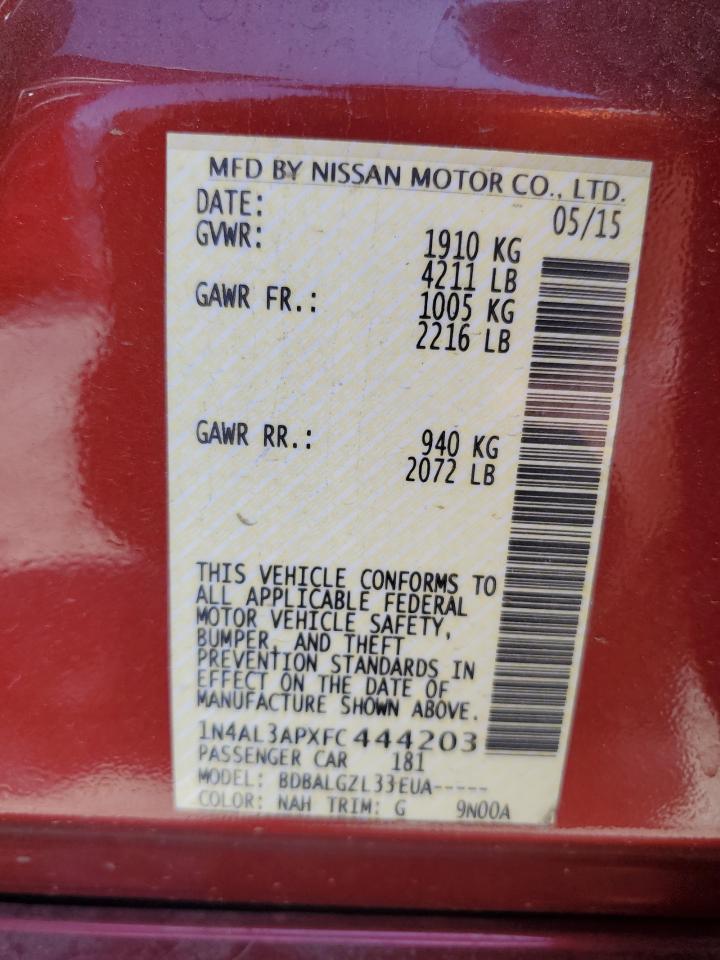 MFD BY NISSAN MOTOR CO., LTD.
DATE: 05/15
GVWR: 1910 KG
4211 LB
GAWR FR.: 1005 KG
2216 LB
GAWR RR.: 940 KG
2072 LB
THIS VEHICLE CONFORMS TO
ALL APPLICABLE FEDERAL
MOTOR VEHICLE SAFETY,
BUMPER, AND THEFT
PREVENTION STANDARDS IN
EFFECT ON THE DATE OF
MANUFACTURE SHOWN ABOVE.
1N4AL3APXFC444203
PASSENGER CAR 181
MODEL: BDBALGZL33EUA-----
COLOR: NAH TRIM: G 9N00A